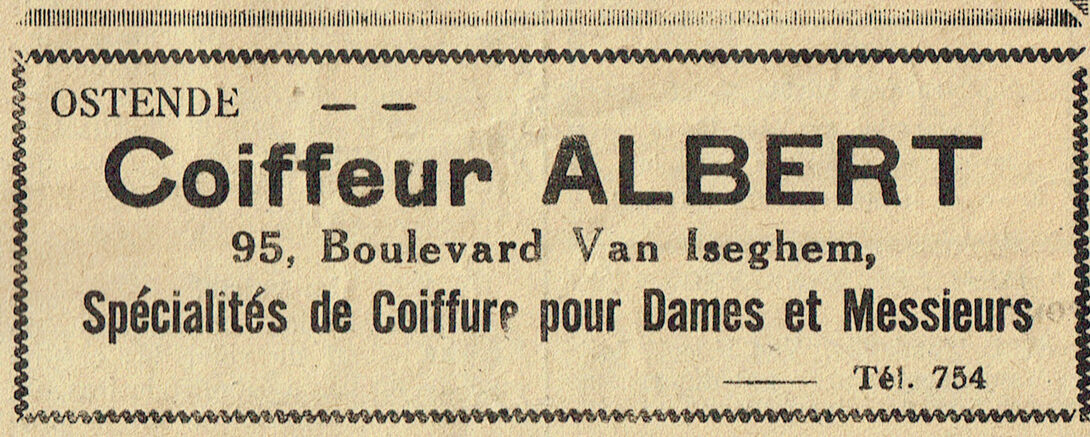 OSTENDE — —
Coiffeur ALBERT
95, Boulevard Van Iseghem,
Spécialités de Coiffure pour Dames et Messieurs
—— Tél. 754